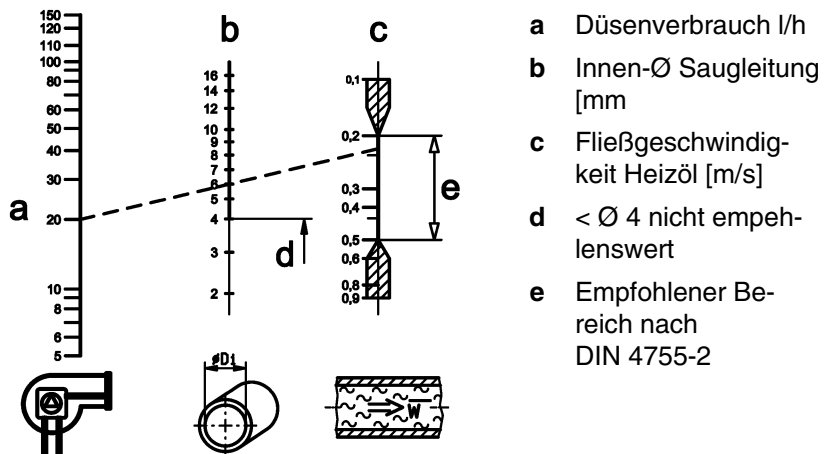 150
120
110
100
80
60
50
40
30
20
10
8
6
5
a
b
16
14
12
10
9
8
7
6
5
4
3
2
d
øDi
c
0,1
0,2
0,3
0,4
0,5
0,6
0,8
0,9
e
W
a Düsenverbrauch l/h
b Innen-Ø Saugleitung
[mm
c Fließgeschwindig-
keit Heizöl [m/s]
d < Ø 4 nicht empeh-
lenswert
e Empfohlener Be-
reich nach
DIN 4755-2